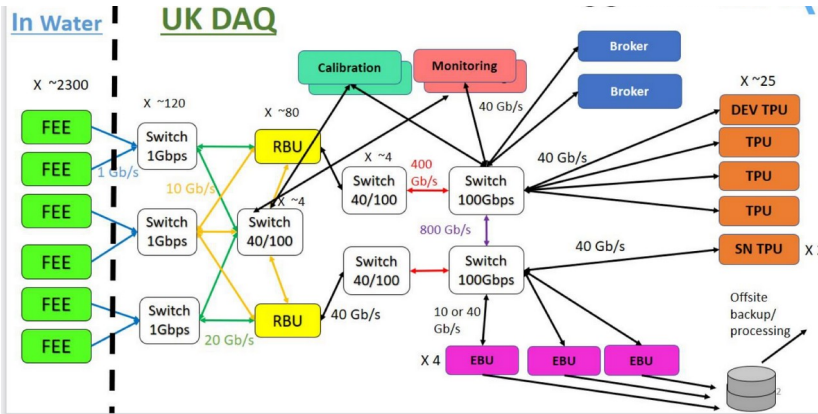 In Water
UK DAQ
X ~2300
X ~120
X ~80
Calibration
Monitoring
40 Gb/s
Broker
Broker
X ~25
FEE
FEE
FEE
FEE
FEE
FEE
1 Gb/s
Switch
1Gbps
Switch
1Gbps
Switch
1Gbps
10 Gb/s
20 Gb/s
RBU
RBU
X ~4
Switch
40/100
X ~4
Switch
40/100
Switch
40/100
40 Gb/s
400
Gb/s
Switch
100Gbps
800 Gb/s
Switch
100Gbps
40 Gb/s
DEV TPU
TPU
TPU
TPU
40 Gb/s
SN TPU
X
10 or 40
Gb/s
X 4
EBU
EBU
EBU
Offsite
backup/
processing
2